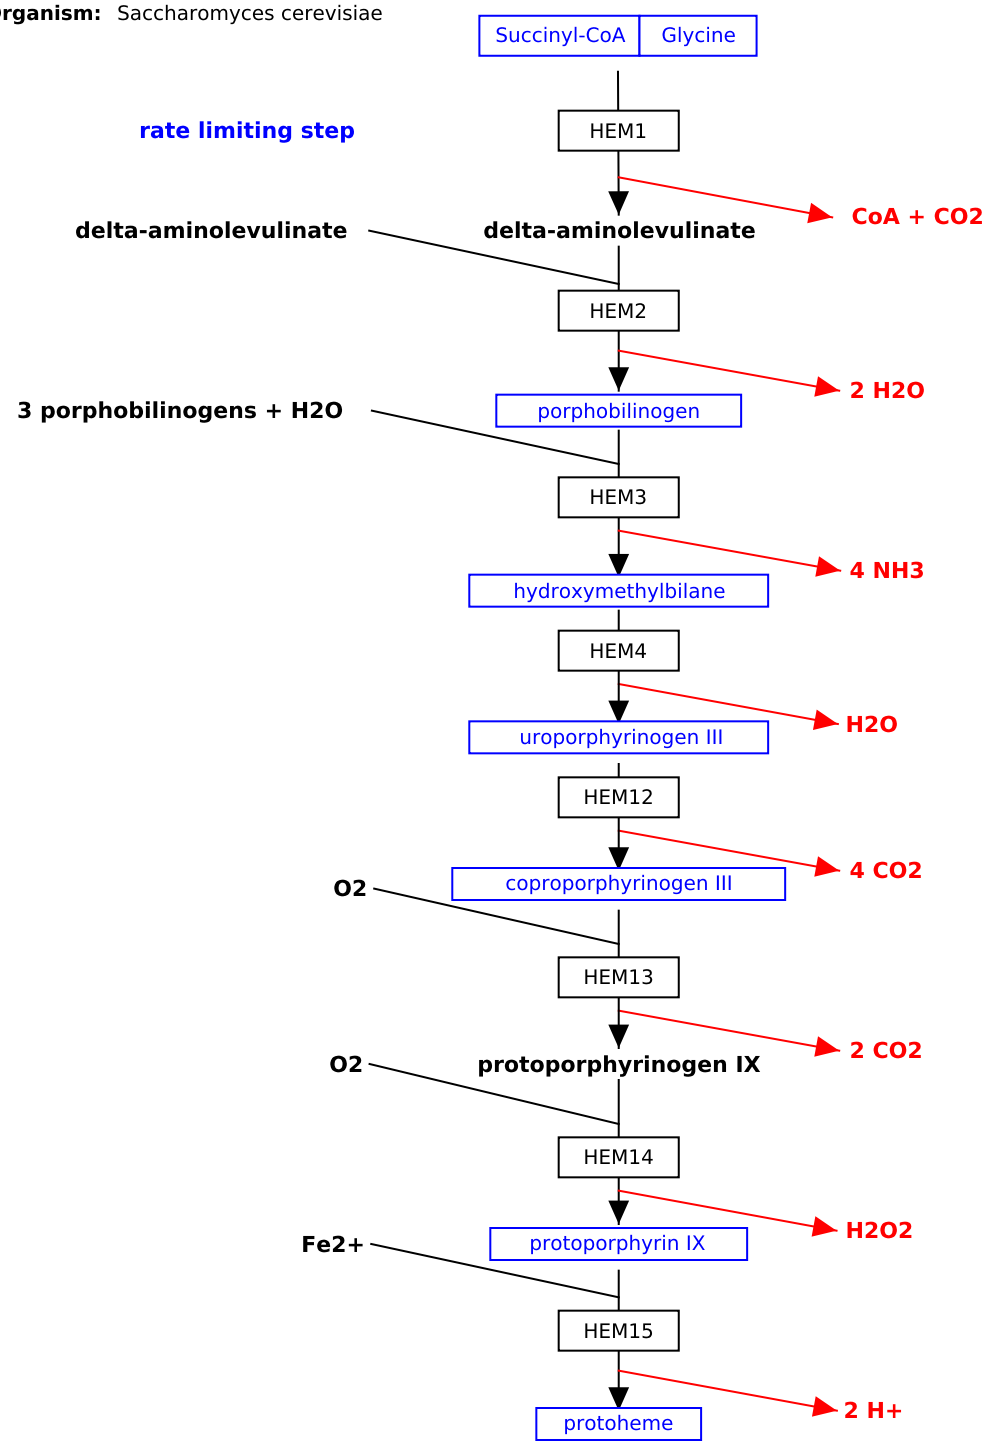 rganism: Saccharomyces cerevisiae
Succinyl-CoA Glycine
rate limiting step
HEM1
CoA + CO2
delta-aminolevulinate
delta-aminolevulinate
HEM2
2 H2O
3 porphobilinogens + H2O
porphobilinogen
HEM3
4 NH3
hydroxymethylbilane
HEM4
H2O
uroporphyrinogen III
HEM12
4 CO2
O2
coproporphyrinogen III
HEM13
2 CO2
O2
protoporphyrinogen IX
HEM14
H2O2
Fe2+
protoporphyrin IX
HEM15
2 H+
protoheme